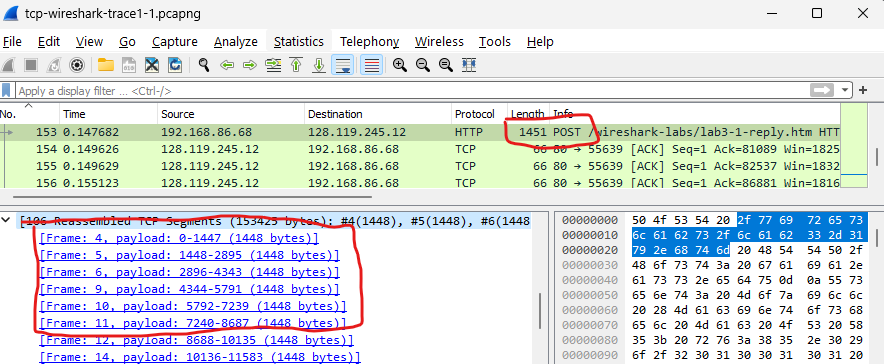 tcp-wireshark-trace1-1.pcapng
File Edit View Go Capture Analyze Statistics Telephony Wireless Tools Help
Apply a display filter ... <Ctrl-/>
No. Time Source Destination Protocol Length Info
153 0.147682 192.168.86.68 128.119.245.12 HTTP 1451 POST /wireshark-labs/lab3-1-reply.htm HTT
154 0.149626 128.119.245.12 192.168.86.68 TCP 66 80 → 55639 [ACK] Seq=1 Ack=81089 Win=1825
155 0.149628 128.119.245.12 192.168.86.68 TCP 66 80 → 55639 [ACK] Seq=1 Ack=82537 Win=1832
156 0.155123 128.119.245.12 192.168.86.68 TCP 66 80 → 55639 [ACK] Seq=1 Ack=86881 Win=1816
[106 Reassembled TCP Segments (153425 bytes): #4(1448), #5(1448), #6(1448
[Frame: 4, payload: 0-1447 (1448 bytes)]
[Frame: 5, payload: 1448-2895 (1448 bytes)]
[Frame: 6, payload: 2896-4343 (1448 bytes)]
[Frame: 9, payload: 4344-5791 (1448 bytes)]
[Frame: 10, payload: 5792-7239 (1448 bytes)]
[Frame: 11, payload: 7240-8687 (1448 bytes)]
[Frame: 12, payload: 8688-10135 (1448 bytes)]
[Frame: 14, payload: 10136-11583 (1448 bytes)]
00000000 50 4f 53 54 20 2f 77 69 72 65 73
00000010 6c 61 62 73 2f 6c 61 62 33 2d 31
00000020 79 2e 68 74 6d 20 48 54 54 50 2f
00000030 48 6f 73 74 3a 20 67 61 69 61 2e
00000040 61 73 73 2e 65 64 75 0d 0a 55 73
00000050 65 6e 74 3a 20 4d 6f 7a 69 6c 6c
00000060 20 28 4d 61 63 69 6e 74 6f 73 68
00000070 65 6c 20 4d 61 63 20 4f 53 20 58
00000080 35 3b 20 72 76 3a 38 35 2e 30 29
00000090 6f 2f 32 30 31 30 30 31 30 31 20